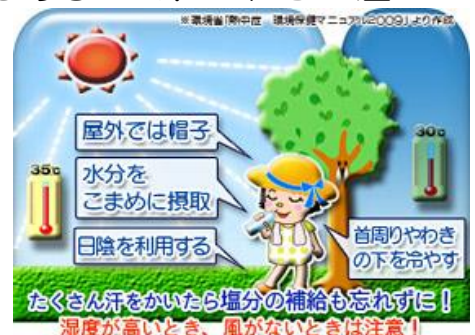 ※環境省「熱中症 環境保健マニュアル2009」より作成
屋外では帽子
30℃
35℃
水分を
こまめに摂取
日陰を利用する
首周りやわき
の下を冷やす
たくさん汗をかいたら塩分の補給も忘れずに!
湿度が高いとき、風がないときは注意!